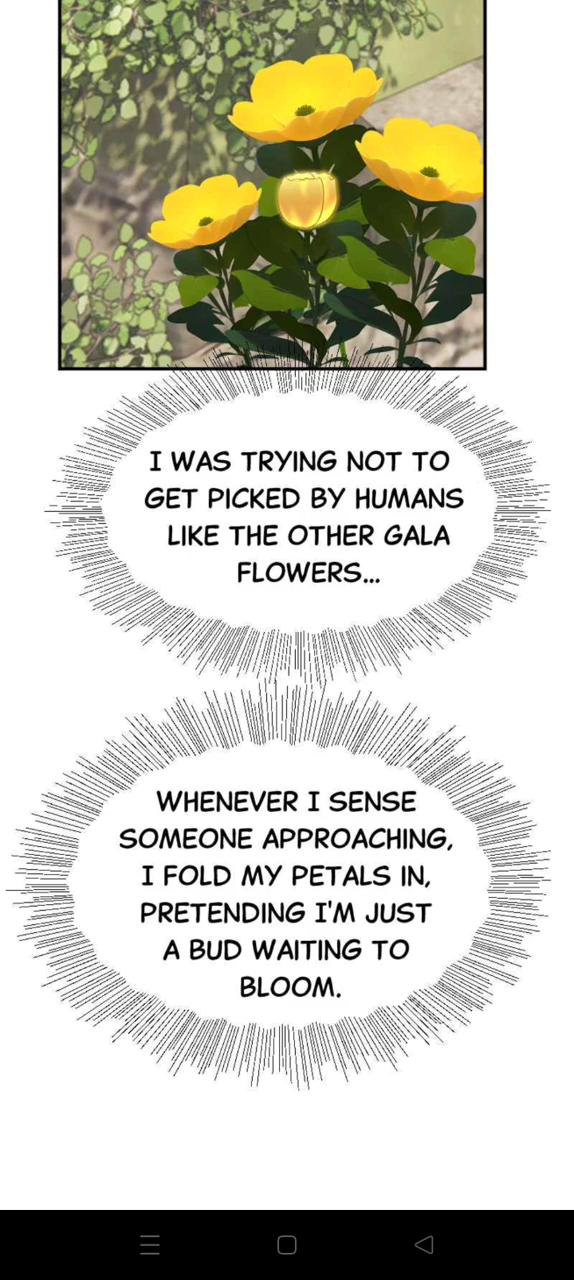 I WAS TRYING NOT TO
GET PICKED BY HUMANS
LIKE THE OTHER GALA
FLOWERS...
WHENEVER I SENSE
SOMEONE APPROACHING,
I FOLD MY PETALS IN,
PRETENDING I'M JUST
A BUD WAITING TO
BLOOM.